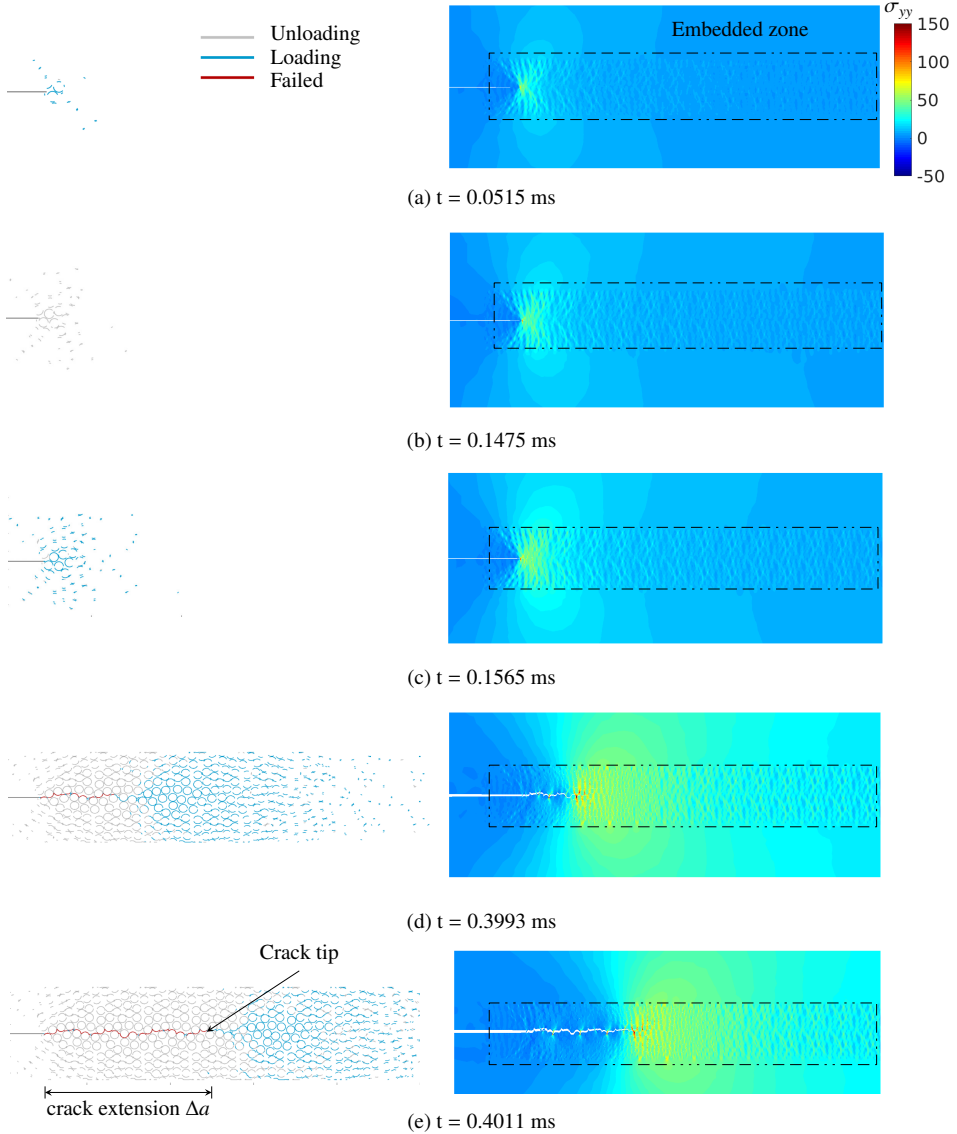 Unloading
Loading
Failed
Embedded zone
σyy
150
100
50
0
-50
(a) t = 0.0515 ms
(b) t = 0.1475 ms
(c) t = 0.1565 ms
(d) t = 0.3993 ms
Crack tip
crack extension Δa
(e) t = 0.4011 ms